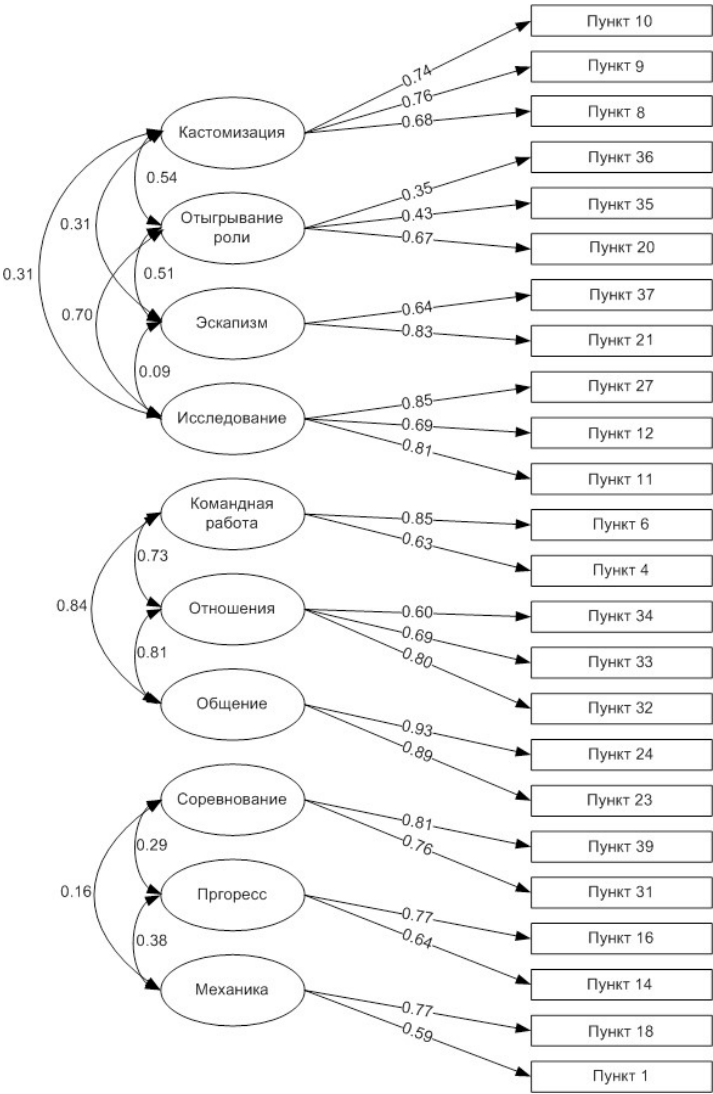 Пункт 10
0.74
Пункт 9
0.76
Кастомизация
0.68
Пункт 8
Пункт 36
0.54
0.35
Пункт 35
0.43
Отыгрывание
роли
0.31
0.67
Пункт 20
0.31
0.51
Пункт 37
0.64
0.70
Эскапизм
0.83
Пункт 21
0.09
Пункт 27
0.85
Исследование
0.69
Пункт 12
0.81
Пункт 11
Командная
работа
0.85
Пункт 6
0.63
0.73
Пункт 4
0.84
Отношения
0.60
Пункт 34
0.69
Пункт 33
0.81
0.80
Общение
Пункт 32
0.93
Пункт 24
0.89
Соревнование
Пункт 23
0.81
Пункт 39
0.29
0.76
0.16
Пргоресс
Пункт 31
0.77
Пункт 16
0.38
0.64
Механика
Пункт 14
0.77
Пункт 18
0.59
Пункт 1